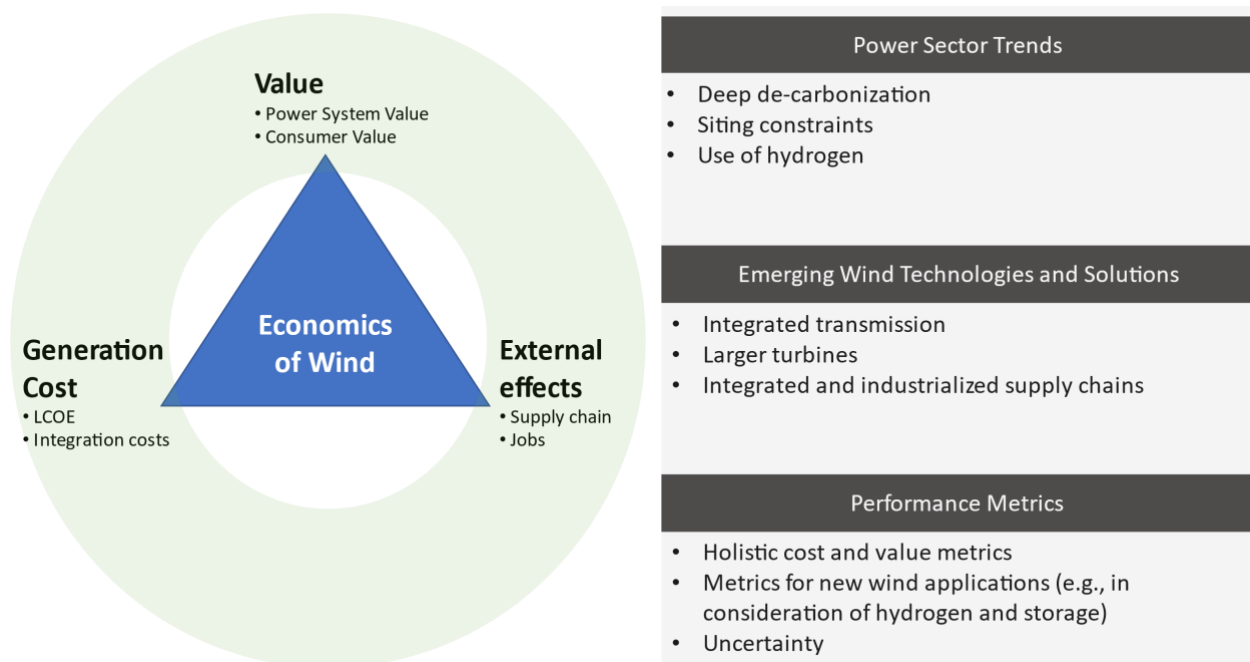 Value
• Power System Value
• Consumer Value
Economics
of Wind
Generation
Cost
• LCOE
• Integration costs
External
effects
• Supply chain
• Jobs
Power Sector Trends
• Deep de-carbonization
• Siting constraints
• Use of hydrogen
Emerging Wind Technologies and Solutions
• Integrated transmission
• Larger turbines
• Integrated and industrialized supply chains
Performance Metrics
• Holistic cost and value metrics
• Metrics for new wind applications (e.g., in
consideration of hydrogen and storage)
• Uncertainty